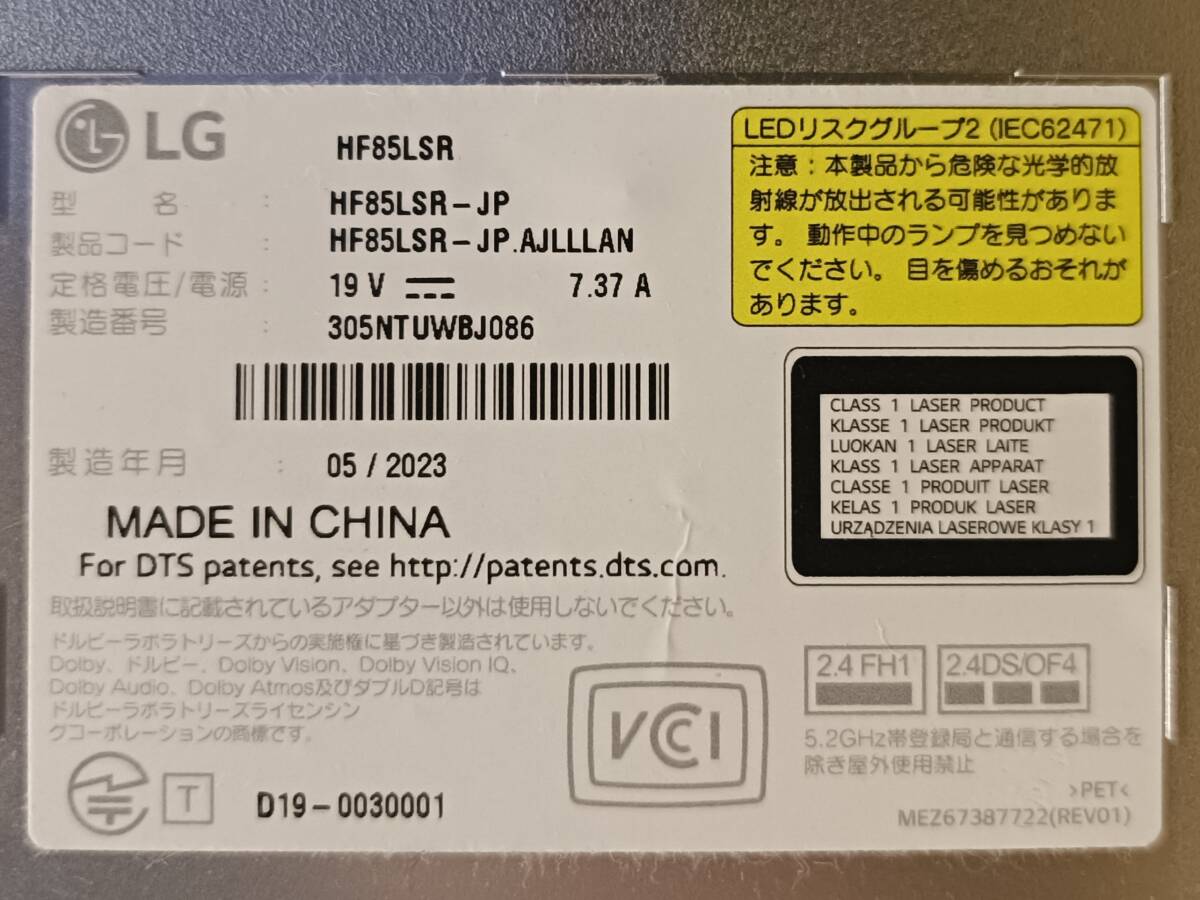 LG
HF85LSR
型 名 : HF85LSR-JP
製品コード : HF85LSR-JP.AJLLLAN
定格電圧/電源 : 19 V 7.37 A
製造番号 : 305NTUWBJ086
製造年月 : 05 / 2023
MADE IN CHINA
For DTS patents, see http://patents.dts.com.
取扱説明書に記載されているアダプター以外は使用しないでください。
ドルビーラボラトリーズからの実施権に基づき製造されています。
Dolby、ドルビー、Dolby Vision、Dolby Vision IQ、
Dolby Audio、Dolby Atmos及びダブルD記号は
ドルビーラボラトリーズライセンシン
グコーポレーションの商標です。
T D19-0030001
VCCI
LEDリスクグループ2 (IEC62471)
注意：本製品から危険な光学的放
射線が放出される可能性がありま
す。 動作中のランプを見つめない
でください。 目を傷めるおそれが
あります。
CLASS 1 LASER PRODUCT
KLASSE 1 LASER PRODUKT
LUOKAN 1 LASER LAITE
KLASS 1 LASER APPARAT
CLASSE 1 PRODUIT LASER
KELAS 1 PRODUK LASER
URZĄDZENIA LASEROWE KLASY 1
2.4 FH1 2.4DS/OF4
5.2GHz帯登録局と通信する場合を
除き屋外使用禁止
>PET<
MEZ67387722(REV01)